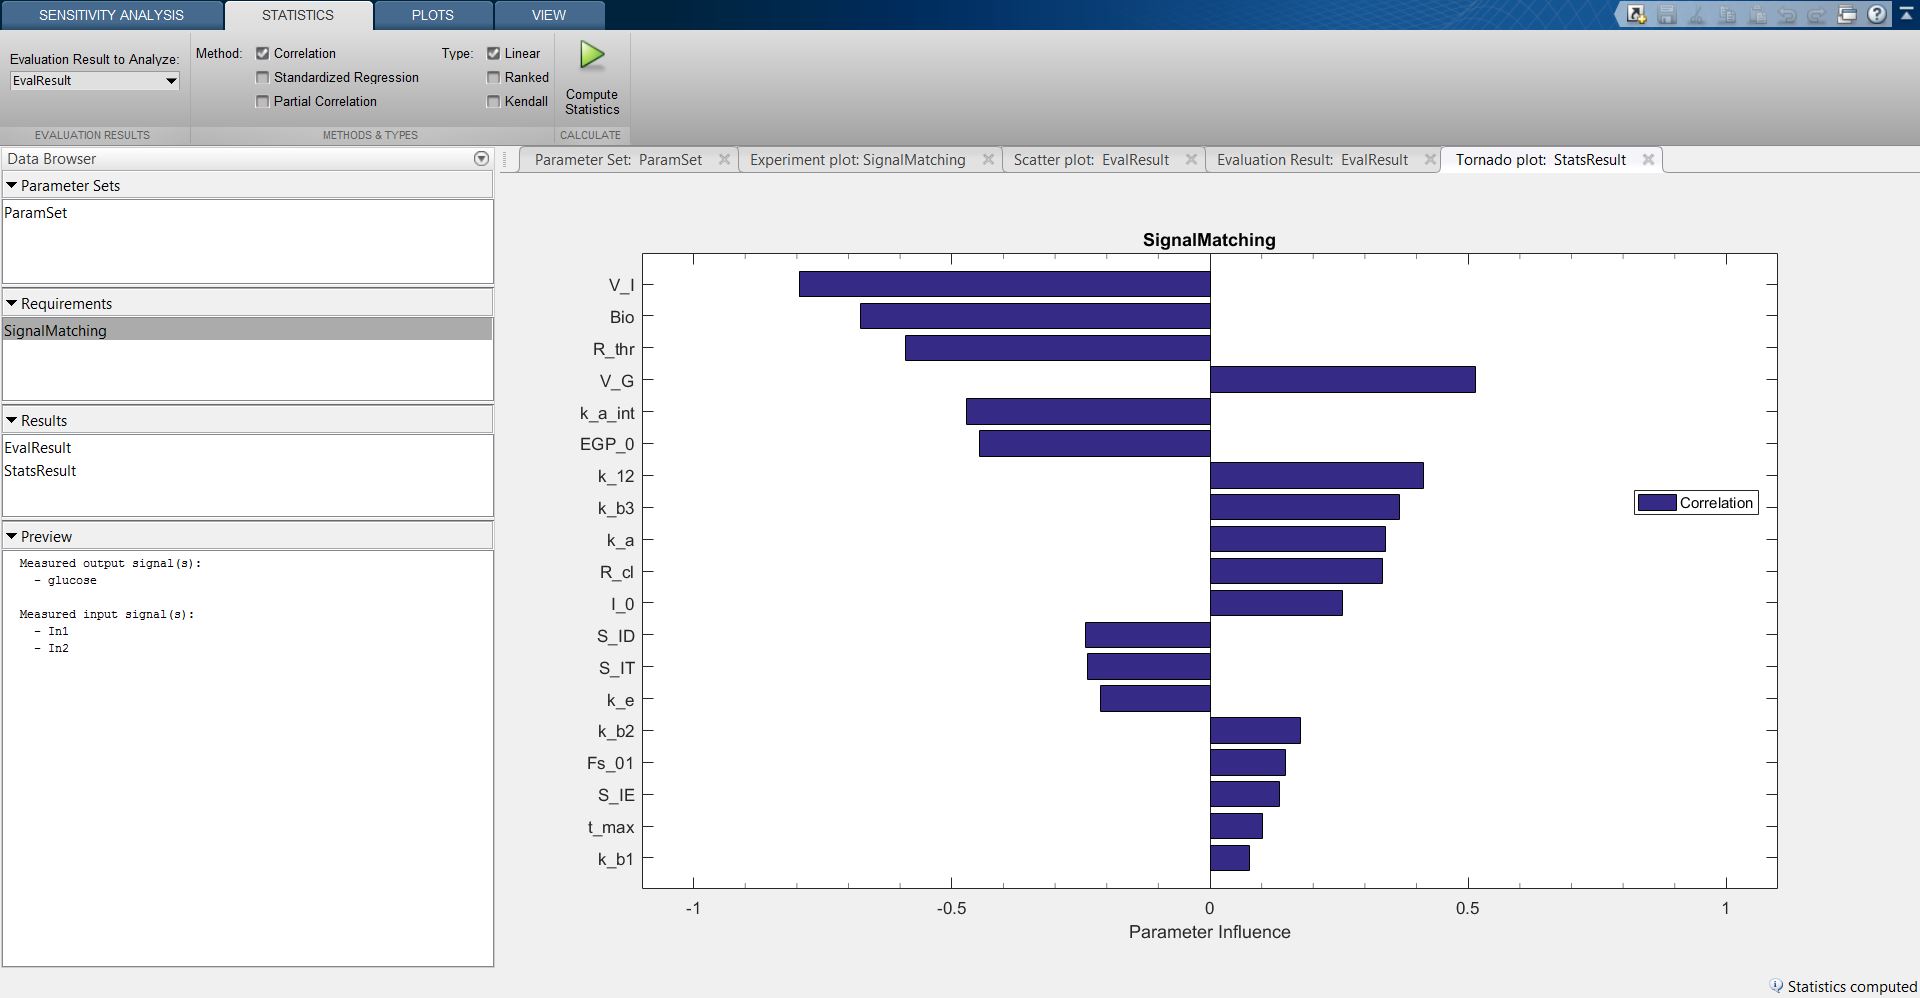 SENSITIVITY ANALYSIS STATISTICS PLOTS VIEW
Evaluation Result to Analyze:
EvalResult
EVALUATION RESULTS
Method: Correlation
Standardized Regression
Partial Correlation
Type: Linear
Ranked
Kendall
METHODS & TYPES
Compute
Statistics
CALCULATE
Data Browser
Parameter Sets
ParamSet
Requirements
SignalMatching
Results
EvalResult
StatsResult
Preview
Measured output signal(s):
- glucose
Measured input signal(s):
- In1
- In2
Parameter Set: ParamSet
Experiment plot: SignalMatching
Scatter plot: EvalResult
Evaluation Result: EvalResult
Tornado plot: StatsResult
SignalMatching
V_I
Bio
R_thr
V_G
k_a_int
EGP_0
k_12
k_b3
k_a
R_cl
I_0
S_ID
S_IT
k_e
k_b2
Fs_01
S_IE
t_max
k_b1
Correlation
-1 -0.5 0 0.5 1
Parameter Influence
Statistics computed